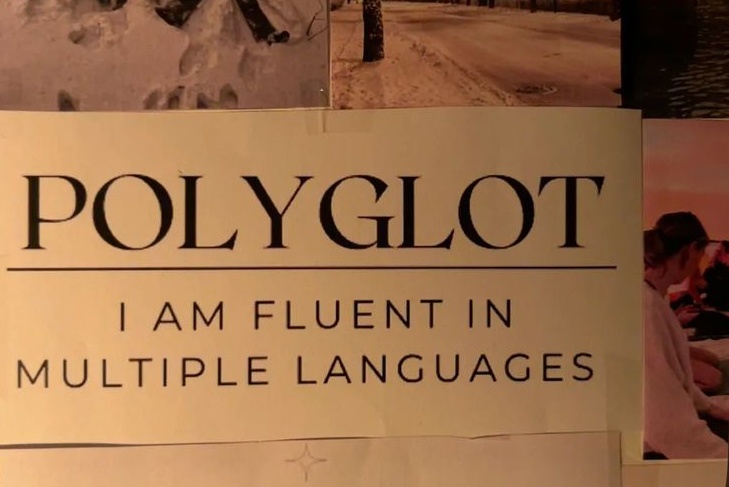 POLYGLOT
I AM FLUENT IN
MULTIPLE LANGUAGES